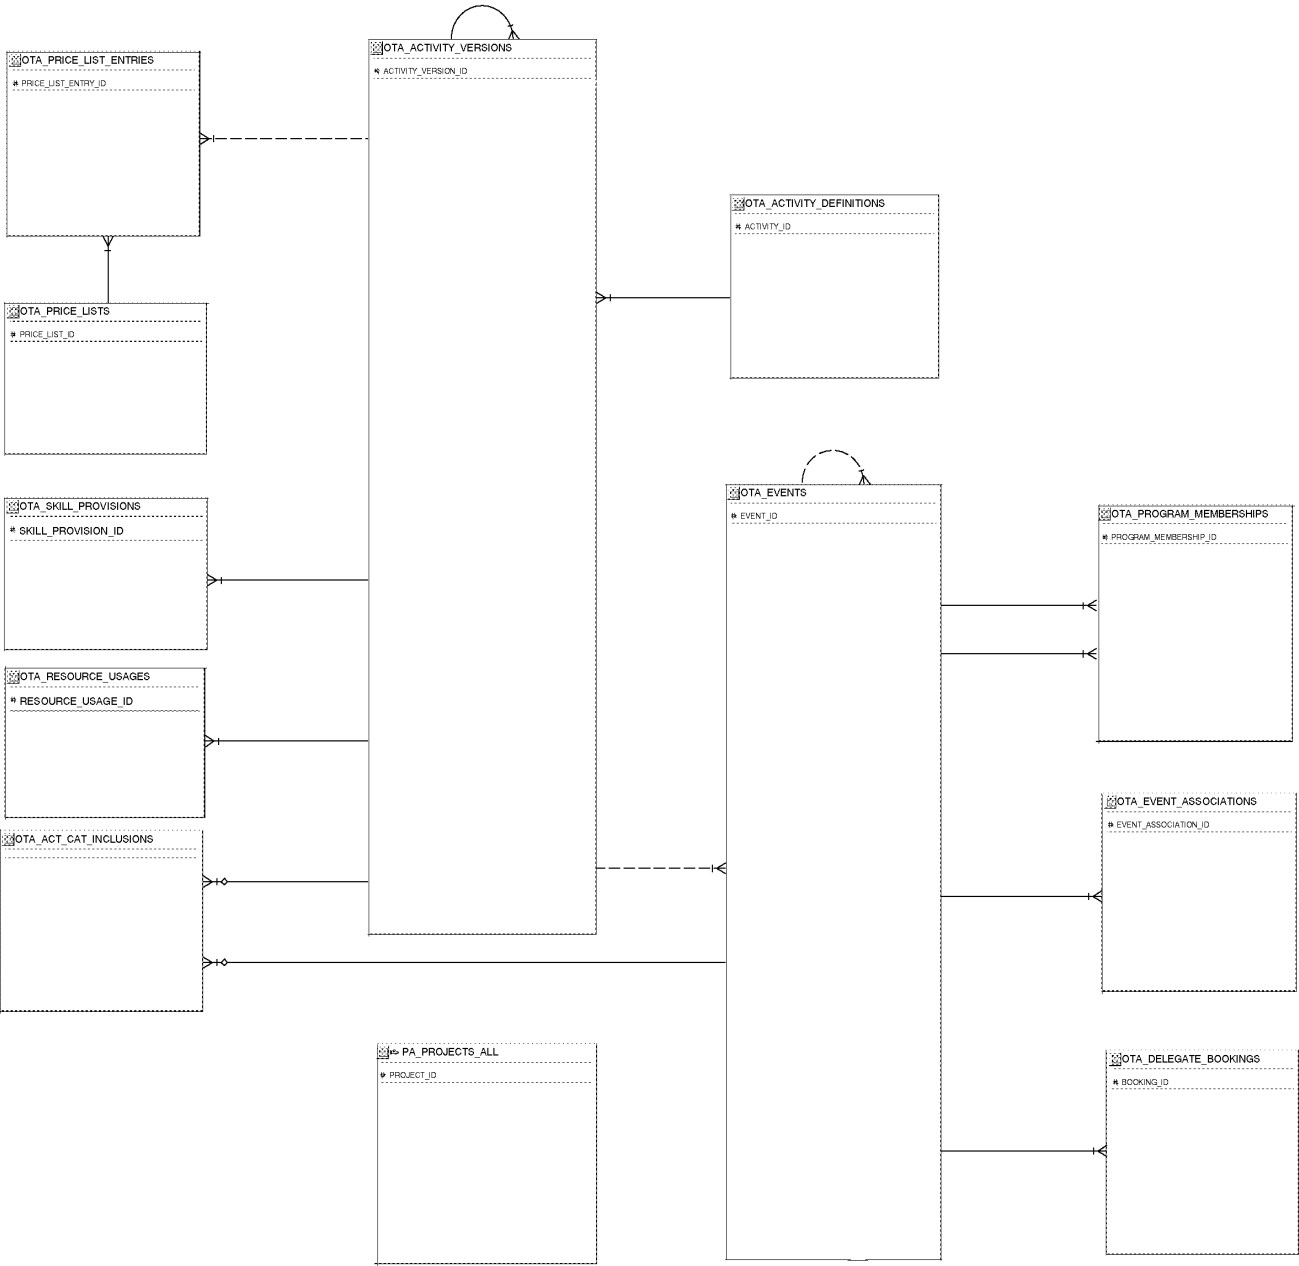 OTA_ACTIVITY_VERSIONS
# ACTIVITY_VERSION_ID
OTA_PRICE_LIST_ENTRIES
# PRICE_LIST_ENTRY_ID
OTA_ACTIVITY_DEFINITIONS
# ACTIVITY_ID
OTA_PRICE_LISTS
# PRICE_LIST_ID
OTA_SKILL_PROVISIONS
# SKILL_PROVISION_ID
OTA_EVENTS
# EVENT_ID
OTA_PROGRAM_MEMBERSHIPS
# PROGRAM_MEMBERSHIP_ID
OTA_RESOURCE_USAGES
# RESOURCE_USAGE_ID
OTA_EVENT_ASSOCIATIONS
# EVENT_ASSOCIATION_ID
OTA_ACT_CAT_INCLUSIONS
PA_PROJECTS_ALL
# PROJECT_ID
OTA_DELEGATE_BOOKINGS
# BOOKING_ID